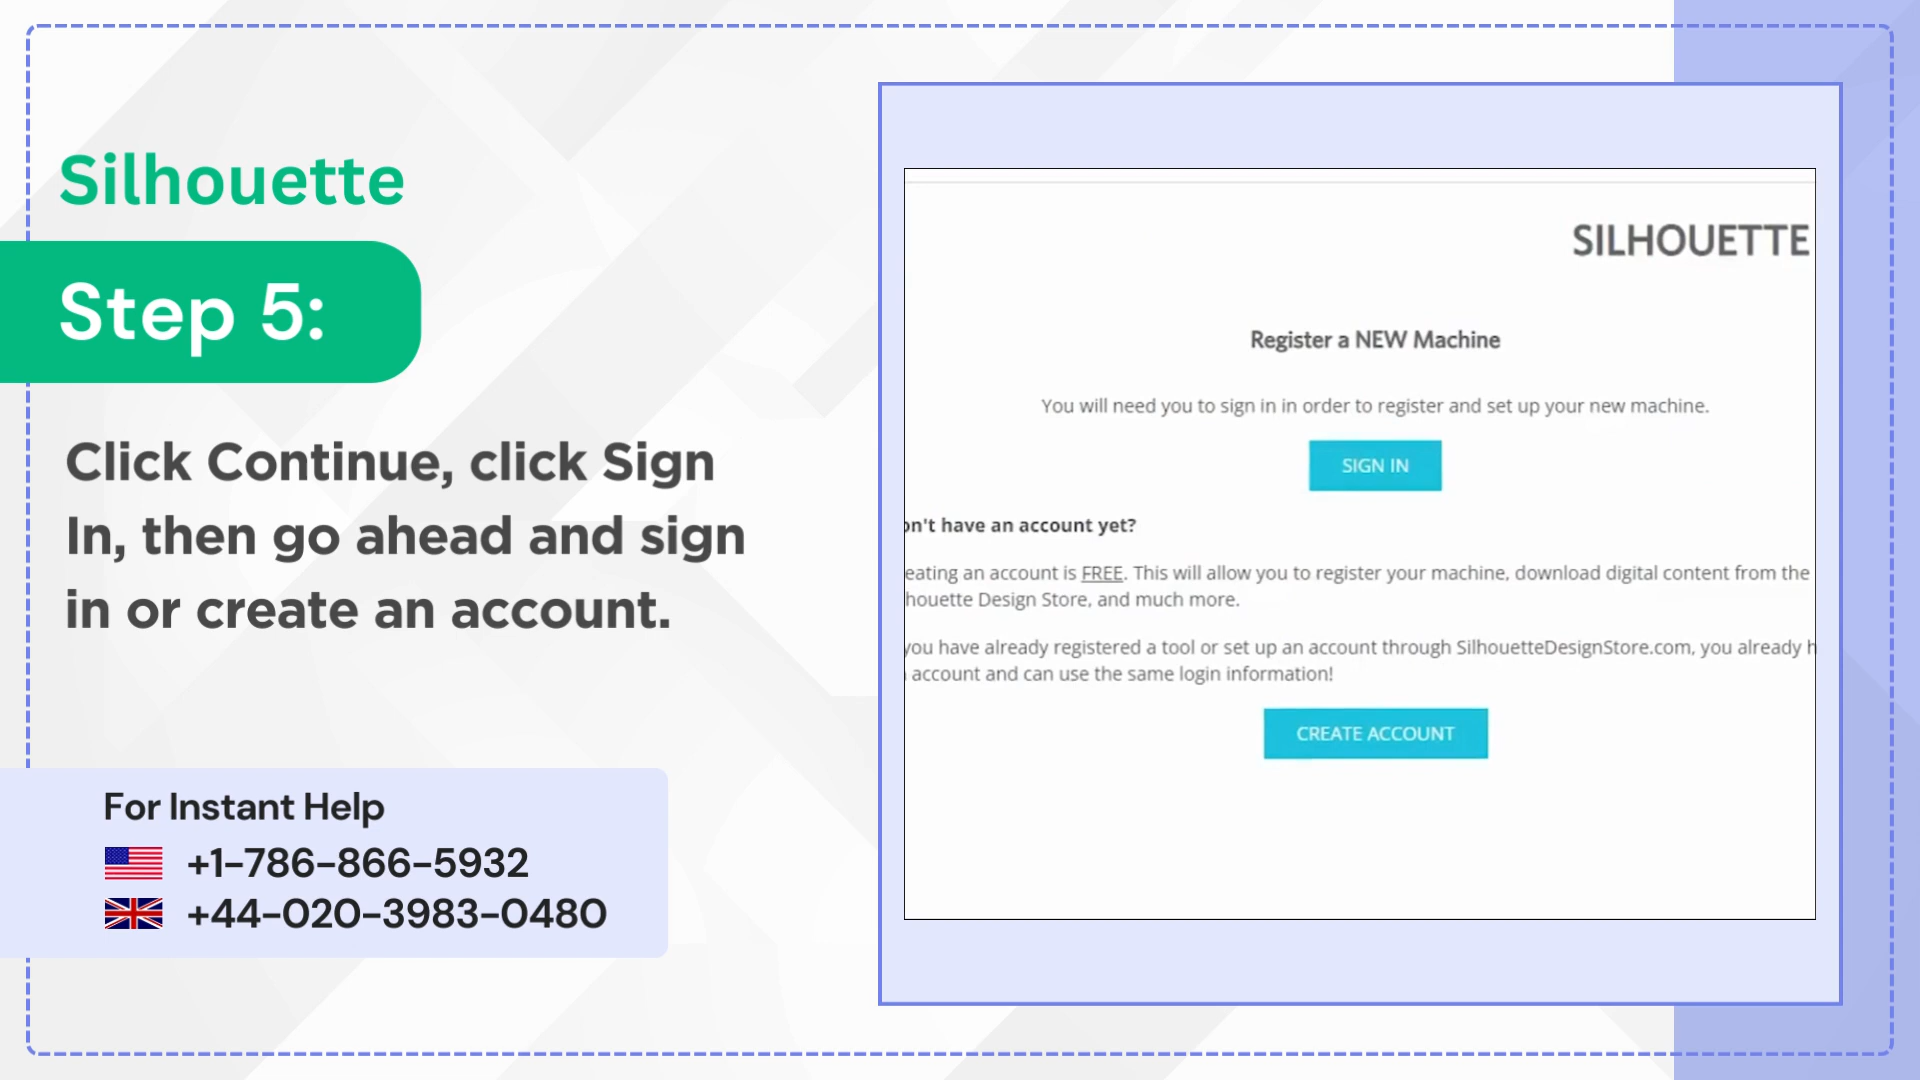 Silhouette
Step 5:
Click Continue, click Sign
In, then go ahead and sign
in or create an account.
For Instant Help
+1-786-866-5932
+44-020-3983-0480
SILHOUETTE
Register a NEW Machine
You will need you to sign in in order to register and set up your new machine.
SIGN IN
on't have an account yet?
eating an account is FREE. This will allow you to register your machine, download digital content from the
houette Design Store, and much more.
you have already registered a tool or set up an account through SilhouetteDesignStore.com, you already h
account and can use the same login information!
CREATE ACCOUNT